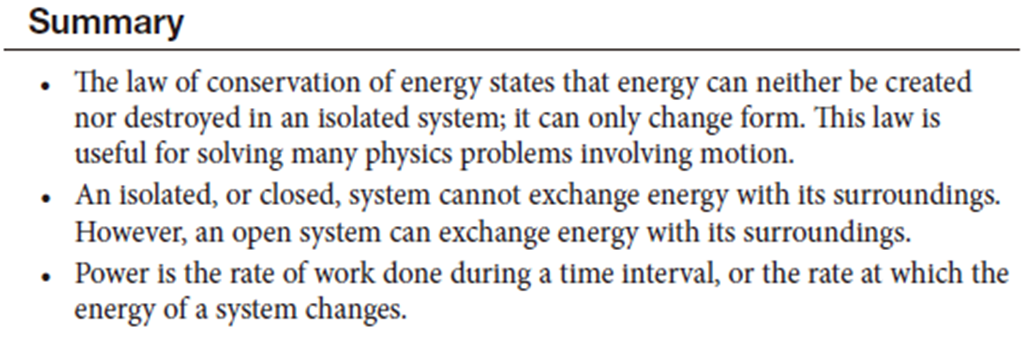 Summary
• The law of conservation of energy states that energy can neither be created
nor destroyed in an isolated system; it can only change form. This law is
useful for solving many physics problems involving motion.
• An isolated, or closed, system cannot exchange energy with its surroundings.
However, an open system can exchange energy with its surroundings.
• Power is the rate of work done during a time interval, or the rate at which the
energy of a system changes.